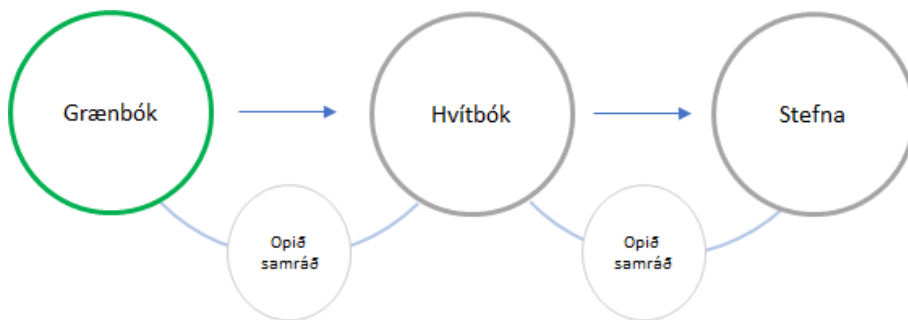 Grænbók
Hvítbók
Stefna
Opið
samráð
Opið
samráð